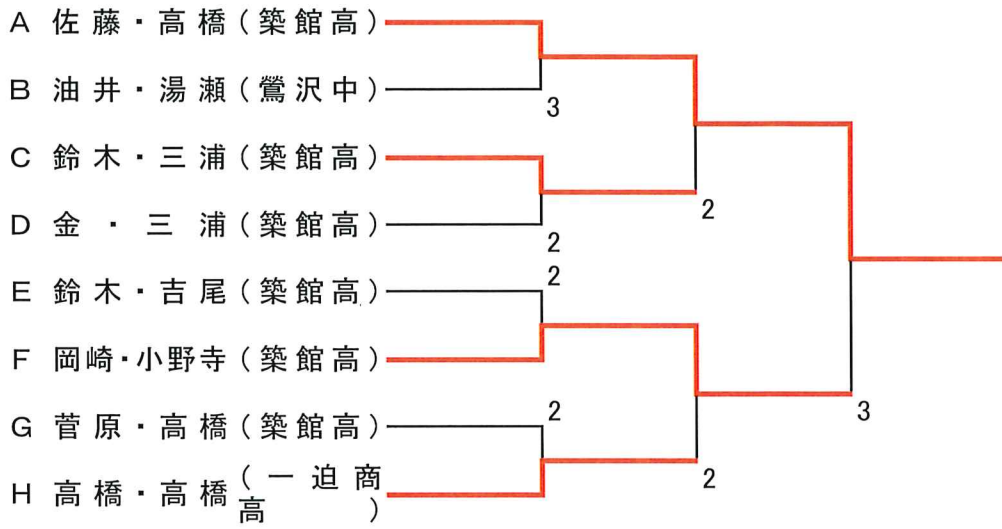 A 佐藤・高橋(築館高)
B 油井・湯瀬(鶯沢中)
3
C 鈴木・三浦(築館高)
2
D 金・三浦(築館高)
2
2
E 鈴木・吉尾(築館高)
F 岡崎・小野寺(築館高)
3
2
G 菅原・高橋(築館高)
2
H 高橋・高橋(一迫商高)